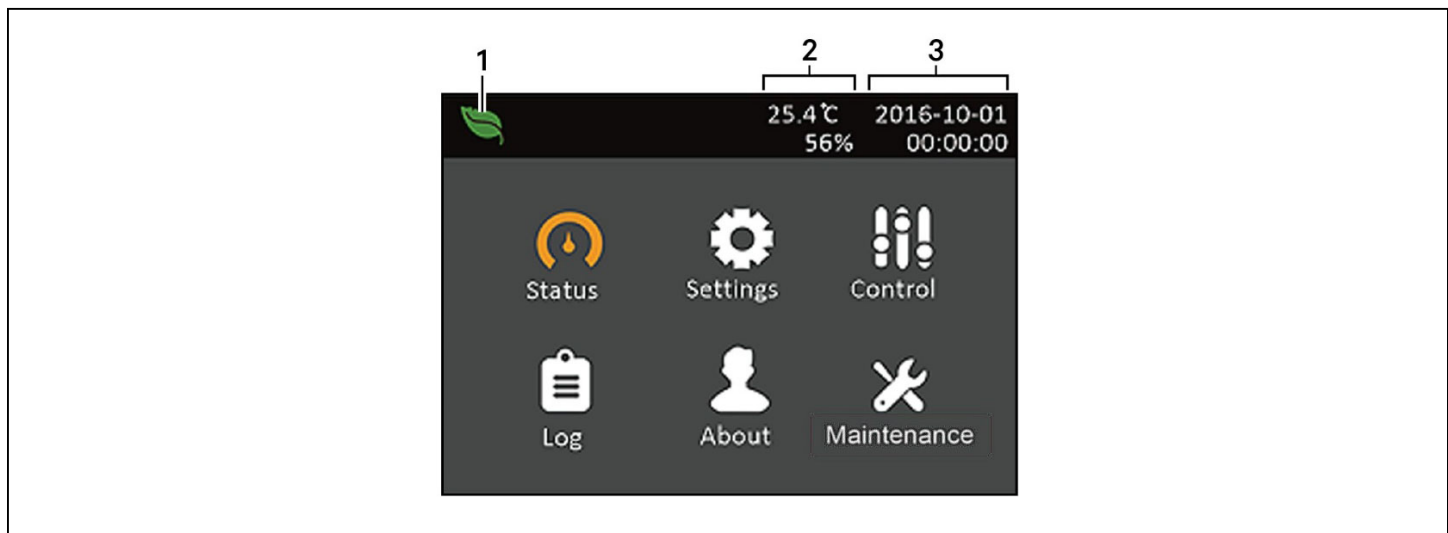 1 2 3
25.4℃ 2016-10-01
56% 00:00:00
Status Settings Control
Log About Maintenance